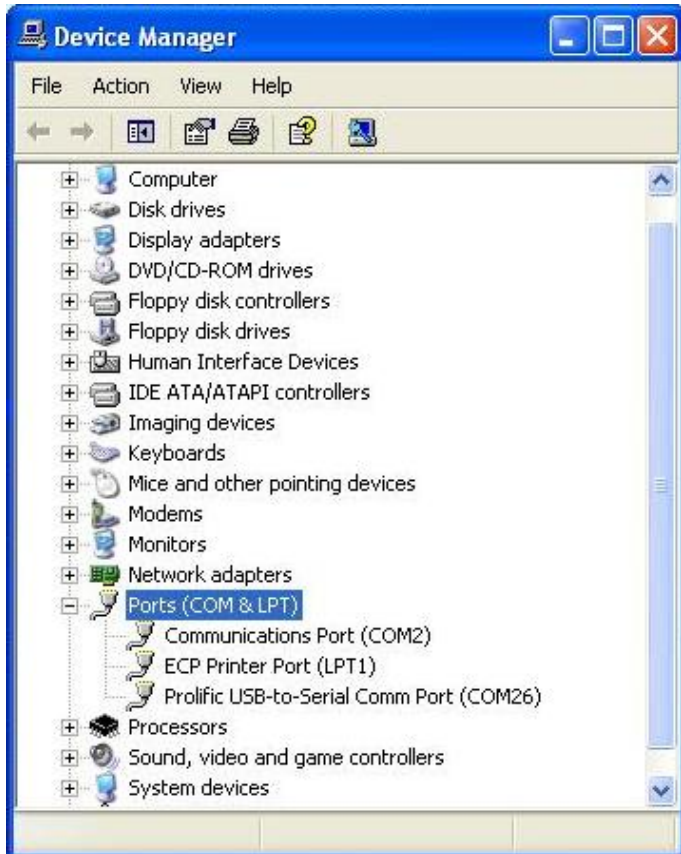 Device Manager
File Action View Help
Computer
Disk drives
Display adapters
DVD/CD-ROM drives
Floppy disk controllers
Floppy disk drives
Human Interface Devices
IDE ATA/ATAPI controllers
Imaging devices
Keyboards
Mice and other pointing devices
Modems
Monitors
Network adapters
Ports (COM & LPT)
Communications Port (COM2)
ECP Printer Port (LPT1)
Prolific USB-to-Serial Comm Port (COM26)
Processors
Sound, video and game controllers
System devices